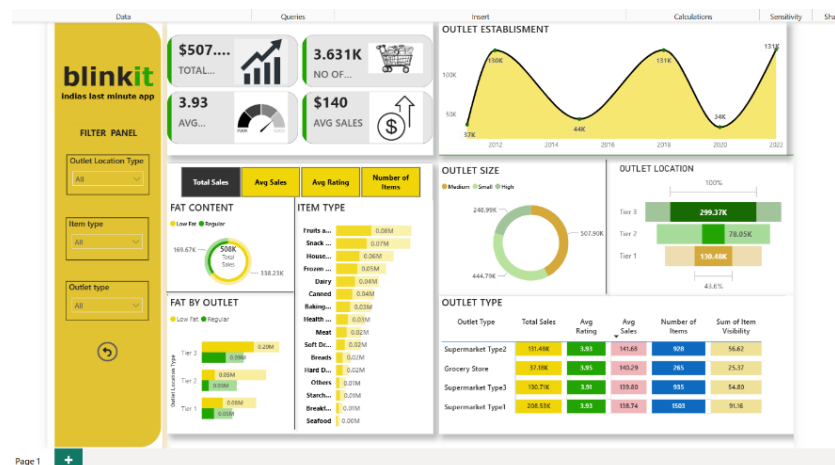 Data Queries Insert Calculations Sensitivity Sha
blinkit
indias last minute app
FILTER PANEL
Outlet Location Type
All
Item type
All
Outlet type
All
$507....
TOTAL...
3.631K
NO OF...
3.93
AVG...
$140
AVG SALES
OUTLET ESTABLISMENT
100K
50K
37K
130K
44K
131K
34K
131K
2012 2014 2016 2018 2020 2022
Total Sales
Avg Sales
Avg Rating
Number of
Items
FAT CONTENT
Low Fat Regular
169.67K
508K
Total
Sales
338.23K
FAT BY OUTLET
Low Fat Regular
Outlet Location Type
Tier 3 0.20M
0.09M
Tier 2 0.05M
0.03M
Tier 1 0.08M
0.05M
ITEM TYPE
Fruits a... 0.08M
Snack ... 0.07M
House... 0.06M
Frozen ... 0.05M
Dairy 0.04M
Canned 0.04M
Baking... 0.03M
Health ... 0.03M
Meat 0.02M
Soft Dr... 0.02M
Breads 0.02M
Hard D... 0.02M
Others 0.01M
Starch... 0.01M
Breakf... 0.01M
Seafood 0.00M
OUTLET SIZE
Medium Small High
248.99K
507.90K
444.79K
OUTLET LOCATION
100%
Tier 3 299.37K
Tier 2 78.05K
Tier 1 130.48K
43.6%
OUTLET TYPE
Outlet Type Total Sales Avg Rating Avg Sales Number of Items Sum of Item Visibility
Supermarket Type2 131.48K 3.93 141.68 928 56.62
Grocery Store 37.18K 3.95 140.29 265 25.37
Supermarket Type3 130.71K 3.91 139.80 935 54.80
Supermarket Type1 208.53K 3.93 138.74 1503 91.16
Page 1 +